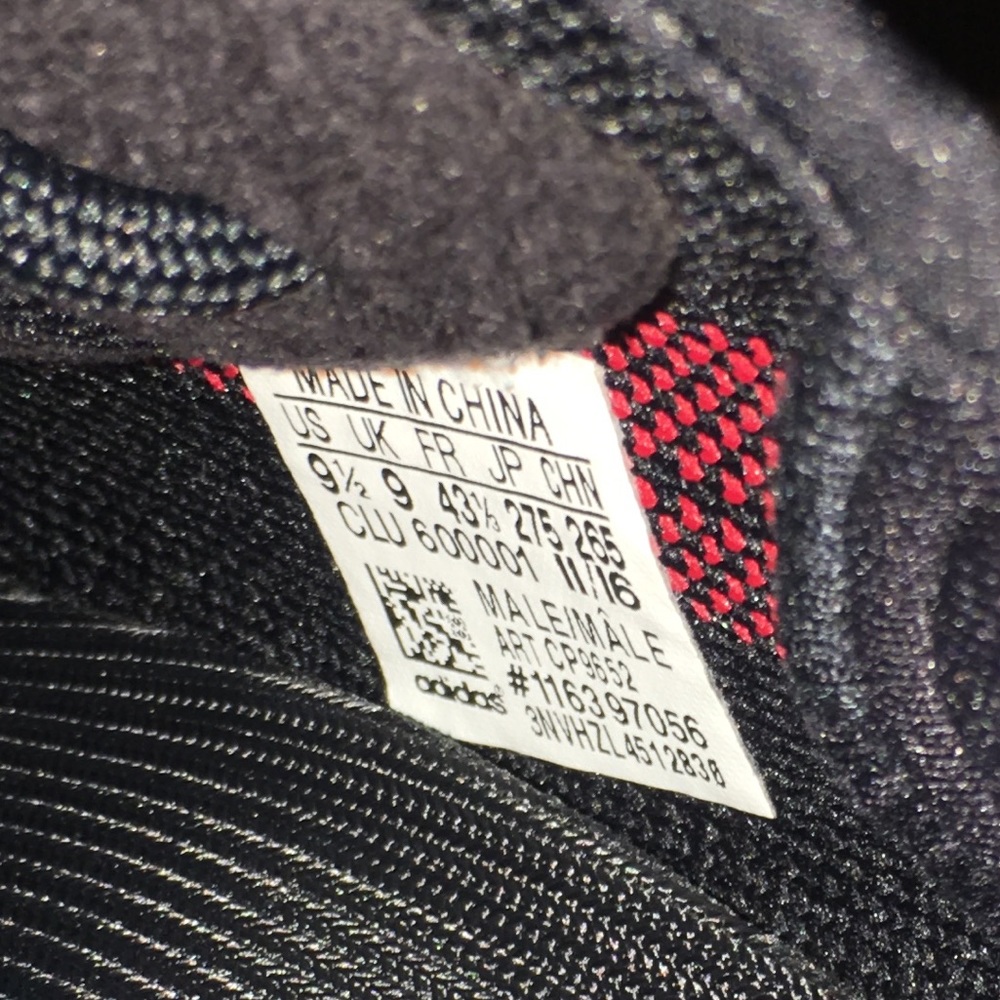 MADE IN CHINA
US UK FR JP CHN
9½ 9 43⅓ 275 265
CLU 600001 11/16
MALE/MÂLE
ART CP9652
#116397056
adidas
3NVHZL4512838